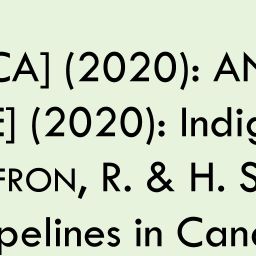 CA] (2020): AN
E] (2020): Indig
FRON, R. & H. S
pelines in Cana